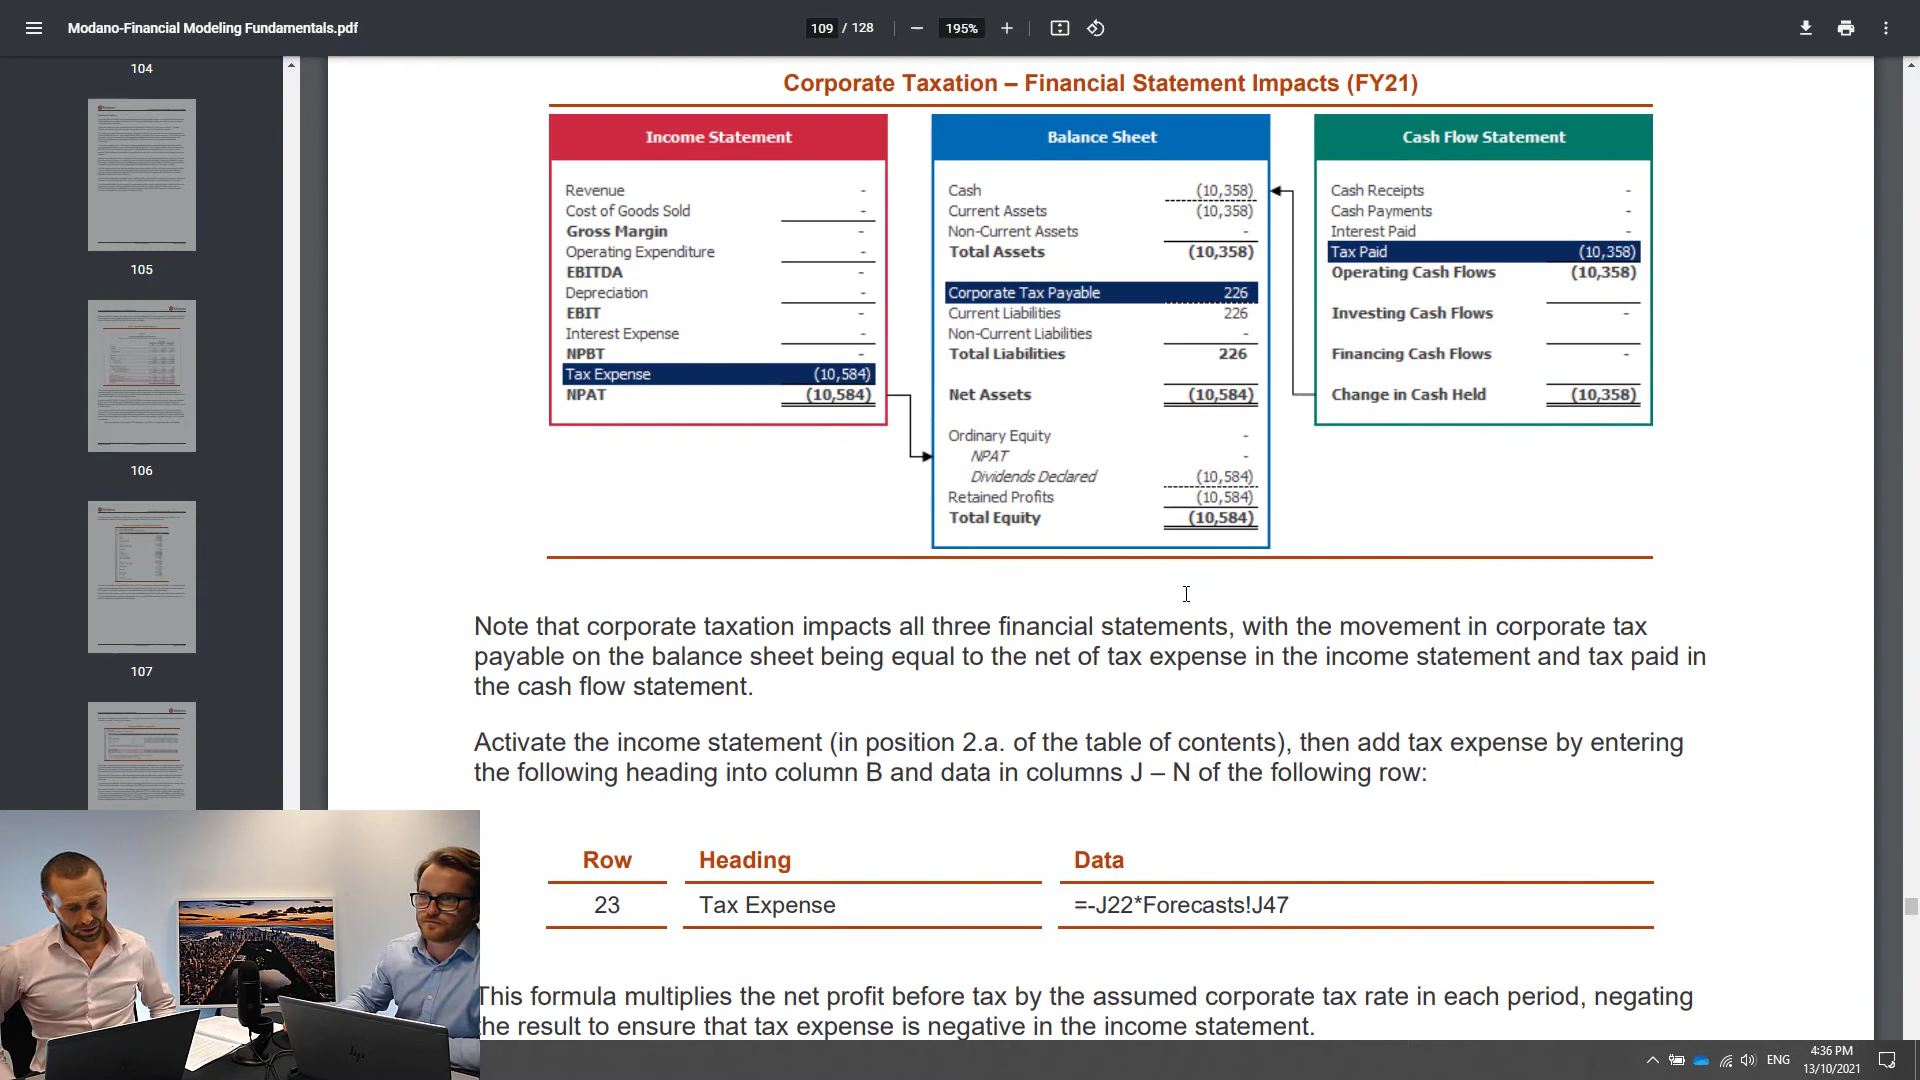 Modano-Financial Modeling Fundamentals.pdf
109 / 128
195%
104
105
106
107
Corporate Taxation – Financial Statement Impacts (FY21)
Income Statement
Revenue -
Cost of Goods Sold -
Gross Margin -
Operating Expenditure -
EBITDA -
Depreciation -
EBIT -
Interest Expense -
NPBT -
Tax Expense (10,584)
NPAT (10,584)
Balance Sheet
Cash (10,358)
Current Assets (10,358)
Non-Current Assets -
Total Assets (10,358)
Corporate Tax Payable 226
Current Liabilities 226
Non-Current Liabilities -
Total Liabilities 226
Net Assets (10,584)
Ordinary Equity -
NPAT -
Dividends Declared (10,584)
Retained Profits (10,584)
Total Equity (10,584)
Cash Flow Statement
Cash Receipts -
Cash Payments -
Interest Paid -
Tax Paid (10,358)
Operating Cash Flows (10,358)
Investing Cash Flows -
Financing Cash Flows -
Change in Cash Held (10,358)
Note that corporate taxation impacts all three financial statements, with the movement in corporate tax
payable on the balance sheet being equal to the net of tax expense in the income statement and tax paid in
the cash flow statement.
Activate the income statement (in position 2.a. of the table of contents), then add tax expense by entering
the following heading into column B and data in columns J – N of the following row:
Row Heading Data
23 Tax Expense =-J22*Forecasts!J47
This formula multiplies the net profit before tax by the assumed corporate tax rate in each period, negating
the result to ensure that tax expense is negative in the income statement.
ENG
4:36 PM
13/10/2021